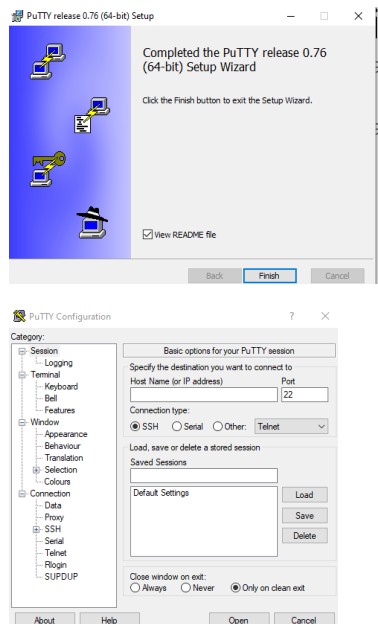 PuTTY release 0.76 (64-bit) Setup
Completed the PuTTY release 0.76
(64-bit) Setup Wizard
Click the Finish button to exit the Setup Wizard.
View README file
Back Finish Cancel
PuTTY Configuration ? 
Category:
Session
Logging
Terminal
Keyboard
Bell
Features
Window
Appearance
Behaviour
Translation
Selection
Colours
Connection
Data
Proxy
SSH
Serial
Telnet
Rlogin
SUPDUP
Basic options for your PuTTY session
Specify the destination you want to connect to
Host Name (or IP address) Port
22
Connection type:
SSH Serial Other: Telnet
Load, save or delete a stored session
Saved Sessions
Default Settings
Load
Save
Delete
Close window on exit:
Always Never Only on clean exit
About Help Open Cancel